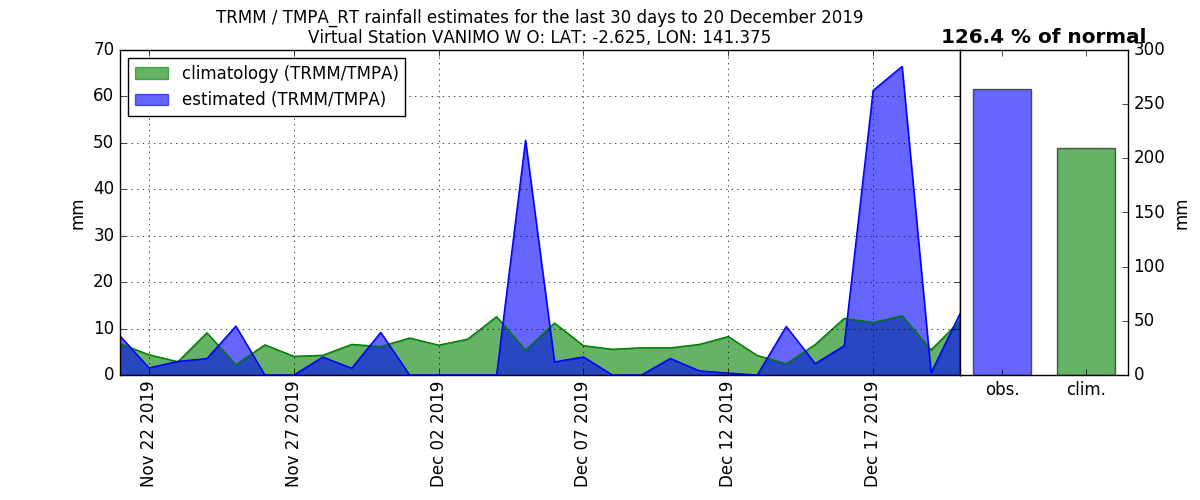 TRMM / TMPA_RT rainfall estimates for the last 30 days to 20 December 2019
Virtual Station VANIMO W O: LAT: -2.625, LON: 141.375
126.4 % of normal
climatology (TRMM/TMPA)
estimated (TRMM/TMPA)
70
60
50
40
30
20
10
0
mm
Nov 22 2019
Nov 27 2019
Dec 02 2019
Dec 07 2019
Dec 12 2019
Dec 17 2019
obs.
clim.
300
250
200
150
100
50
0
mm